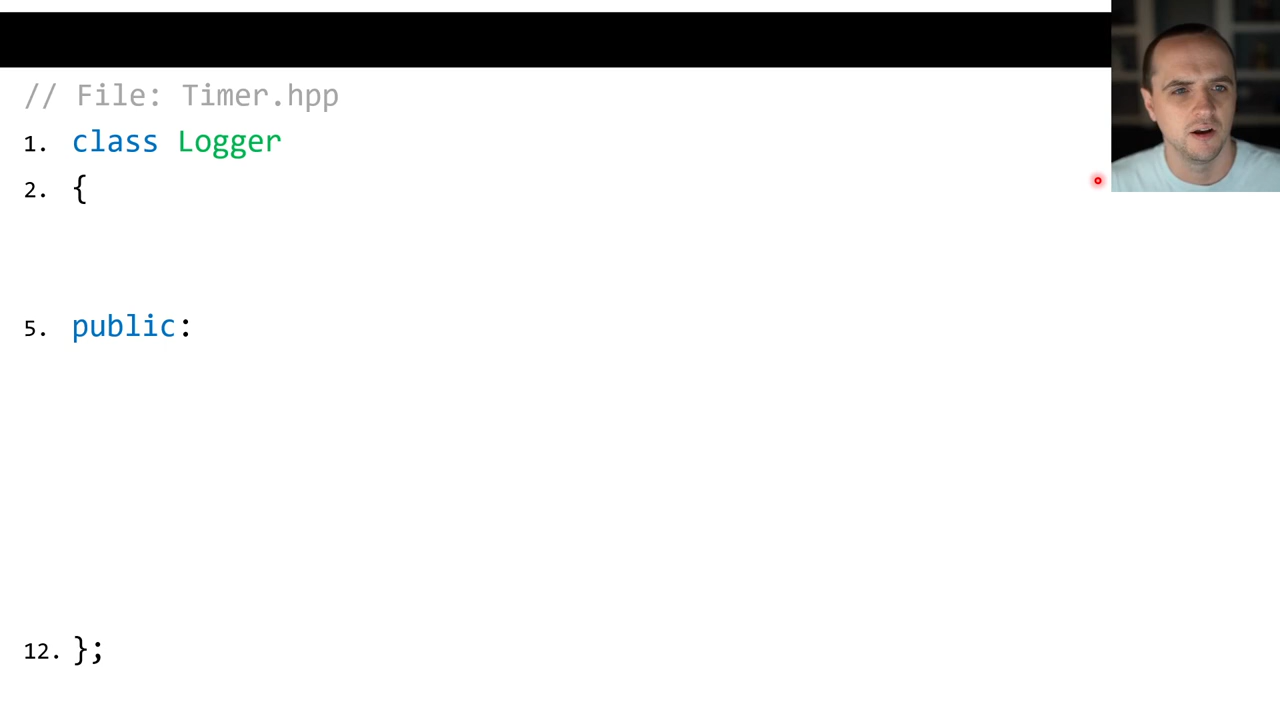 // File: Timer.hpp
1. class Logger
2. {
5. public:
12. };